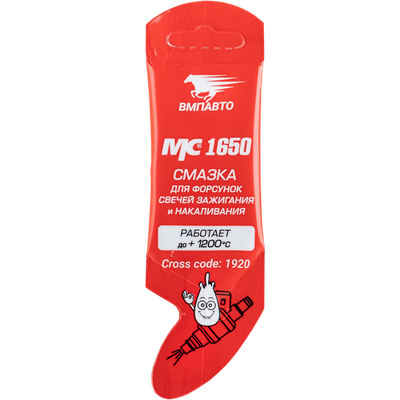 ВМПАВТО
МС® 1650
СМАЗКА
ДЛЯ ФОРСУНОК
СВЕЧЕЙ ЗАЖИГАНИЯ
и НАКАЛИВАНИЯ
РАБОТАЕТ
до + 1200°С
Cross code: 1920